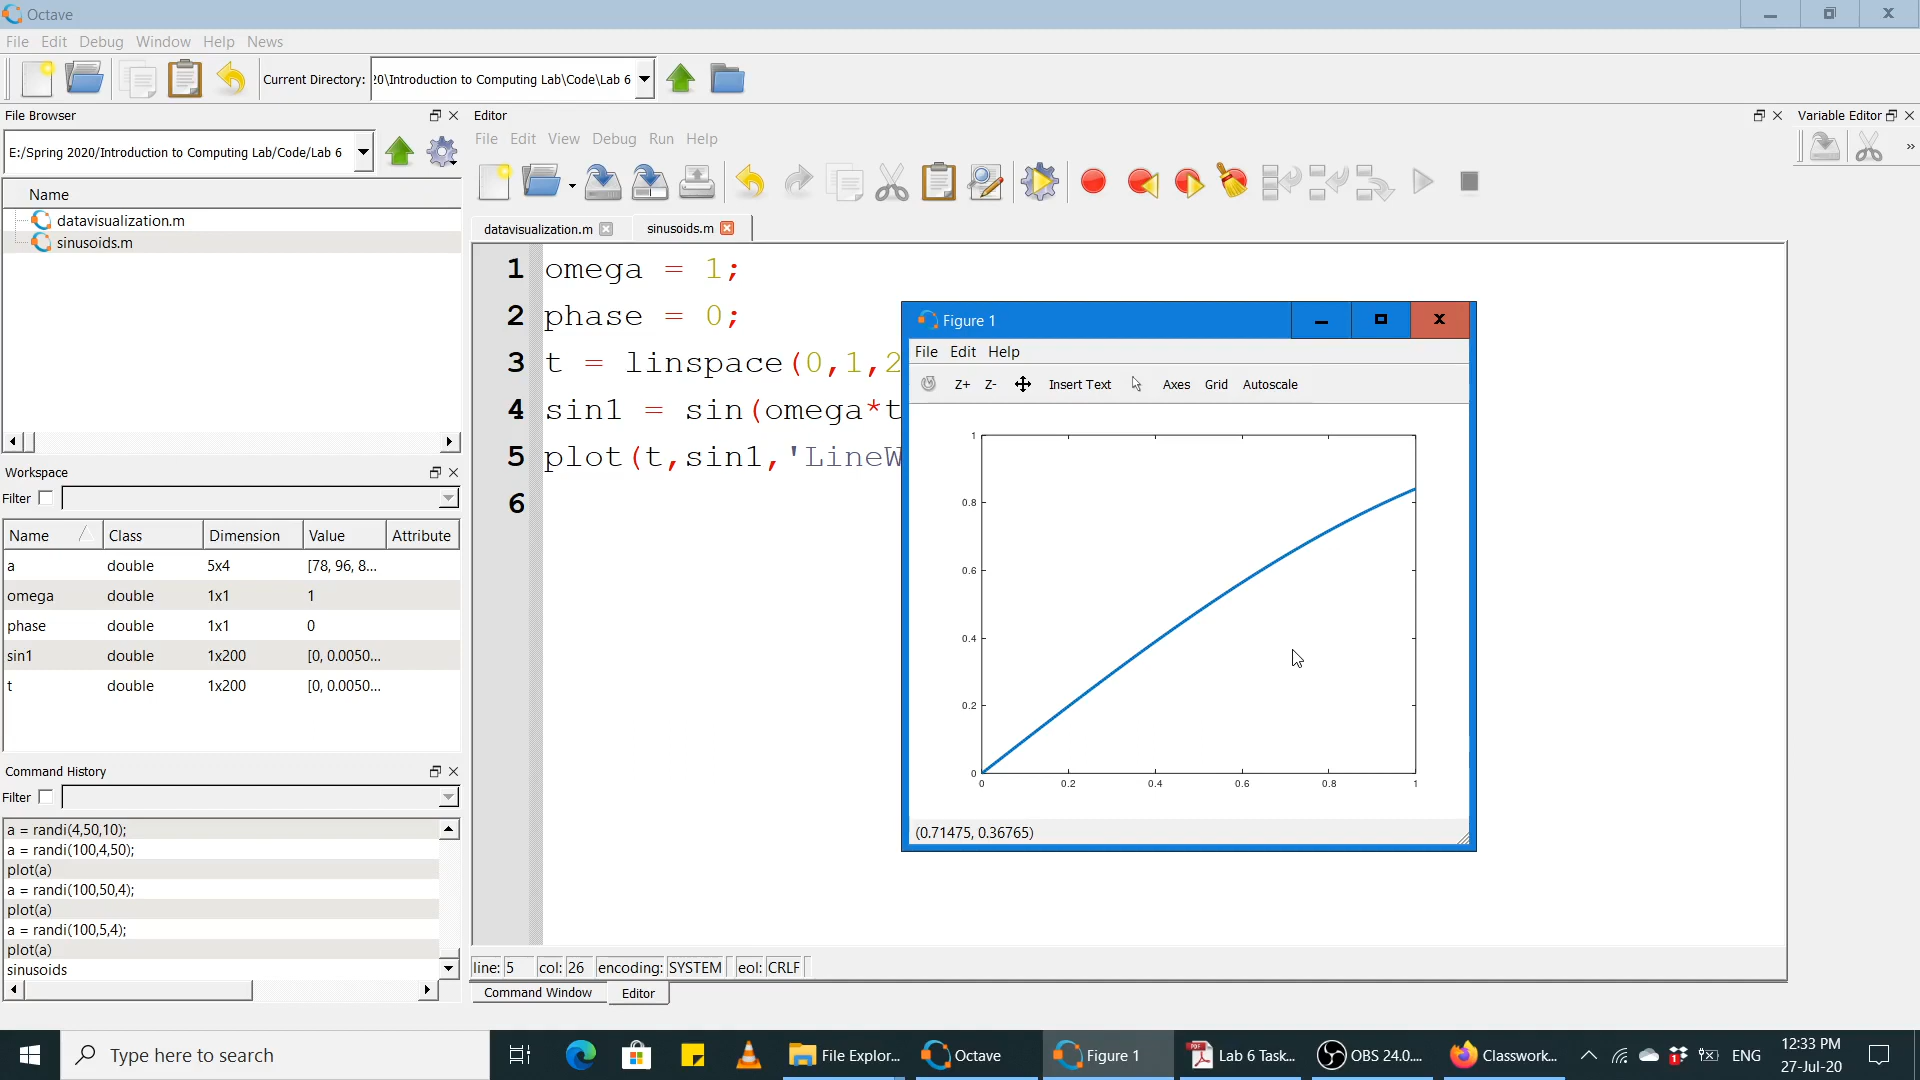 Octave
File Edit Debug Window Help News
Current Directory: ?0\Introduction to Computing Lab\Code\Lab 6
File Browser
E:/Spring 2020/Introduction to Computing Lab/Code/Lab 6
Name
datavisualization.m
sinusoids.m
Workspace
Filter
Name Class Dimension Value Attribute
a double 5x4 [78, 96, 8...
omega double 1x1 1
phase double 1x1 0
sin1 double 1x200 [0, 0.0050...
t double 1x200 [0, 0.0050...
Command History
Filter
a = randi(4,50,10);
a = randi(100,4,50);
plot(a)
a = randi(100,50,4);
plot(a)
a = randi(100,5,4);
plot(a)
sinusoids
Editor
File Edit View Debug Run Help
datavisualization.m sinusoids.m
1 omega = 1;
2 phase = 0;
3 t = linspace(0,1,2
4 sin1 = sin(omega*t
5 plot(t,sin1,'LineW
6
line: 5 col: 26 encoding: SYSTEM eol: CRLF
Command Window Editor
Variable Editor
»
Figure 1
File Edit Help
Z+ Z- Insert Text Axes Grid Autoscale
1
0.8
0.6
0.4
0.2
0
0 0.2 0.4 0.6 0.8 1
(0.71475, 0.36765)
Type here to search
File Explor...
Octave
Figure 1
PDF
Lab 6 Task...
OBS 24.0....
Classwork...
1
ENG
12:33 PM
27-Jul-20